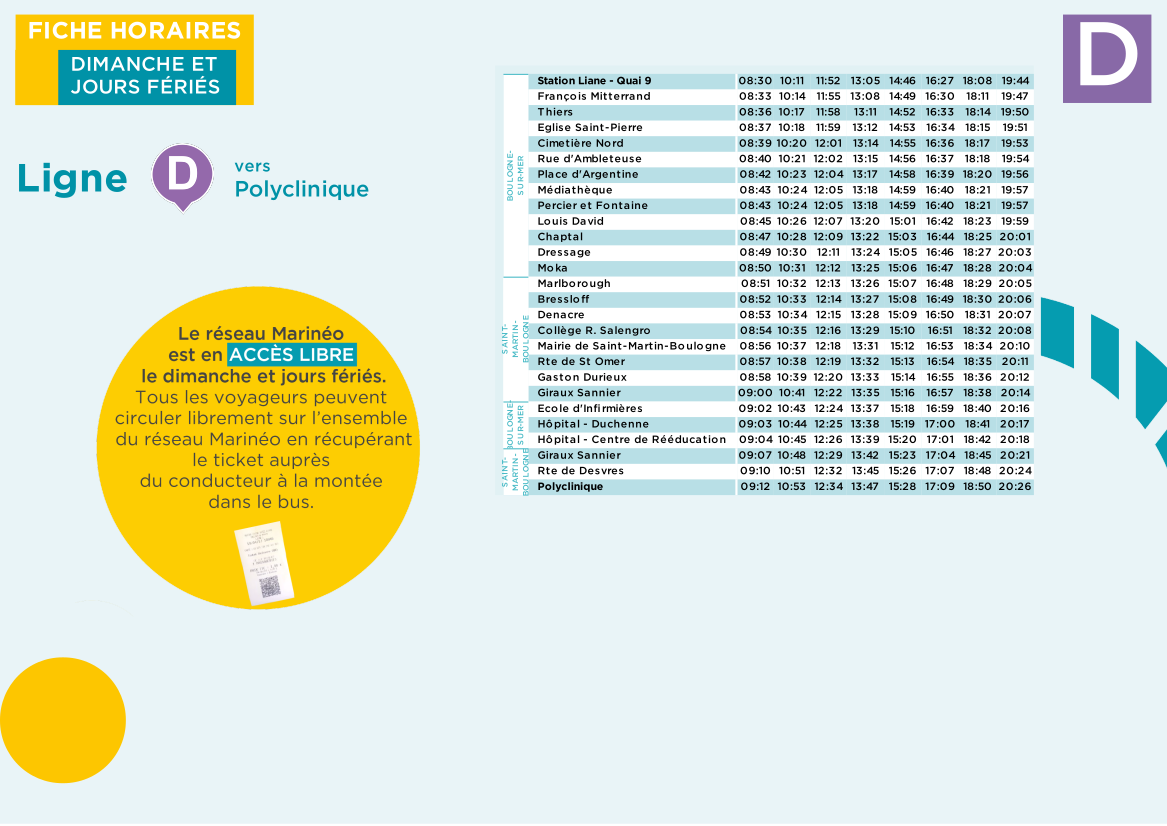 FICHE HORAIRES
DIMANCHE ET
JOURS FÉRIÉS
D
Ligne D vers
Polyclinique
Le réseau Marinéo
est en ACCÈS LIBRE
le dimanche et jours fériés.
Tous les voyageurs peuvent
circuler librement sur l'ensemble
du réseau Marinéo en récupérant
le ticket auprès
du conducteur à la montée
dans le bus.
BOULOGNE-
SUR-MER
Station Liane - Quai 9 08:30 10:11 11:52 13:05 14:46 16:27 18:08 19:44
François Mitterrand 08:33 10:14 11:55 13:08 14:49 16:30 18:11 19:47
Thiers 08:36 10:17 11:58 13:11 14:52 16:33 18:14 19:50
Eglise Saint-Pierre 08:37 10:18 11:59 13:12 14:53 16:34 18:15 19:51
Cimetière Nord 08:39 10:20 12:01 13:14 14:55 16:36 18:17 19:53
Rue d'Ambleteuse 08:40 10:21 12:02 13:15 14:56 16:37 18:18 19:54
Place d'Argentine 08:42 10:23 12:04 13:17 14:58 16:39 18:20 19:56
Médiathèque 08:43 10:24 12:05 13:18 14:59 16:40 18:21 19:57
Percier et Fontaine 08:43 10:24 12:05 13:18 14:59 16:40 18:21 19:57
Louis David 08:45 10:26 12:07 13:20 15:01 16:42 18:23 19:59
Chaptal 08:47 10:28 12:09 13:22 15:03 16:44 18:25 20:01
Dressage 08:49 10:30 12:11 13:24 15:05 16:46 18:27 20:03
Moka 08:50 10:31 12:12 13:25 15:06 16:47 18:28 20:04
SAINT-
MARTIN-
BOULOGNE
Marlborough 08:51 10:32 12:13 13:26 15:07 16:48 18:29 20:05
Bressloff 08:52 10:33 12:14 13:27 15:08 16:49 18:30 20:06
Denacre 08:53 10:34 12:15 13:28 15:09 16:50 18:31 20:07
Collège R. Salengro 08:54 10:35 12:16 13:29 15:10 16:51 18:32 20:08
Mairie de Saint-Martin-Boulogne 08:56 10:37 12:18 13:31 15:12 16:53 18:34 20:10
Rte de St Omer 08:57 10:38 12:19 13:32 15:13 16:54 18:35 20:11
Gaston Durieux 08:58 10:39 12:20 13:33 15:14 16:55 18:36 20:12
Giraux Sannier 09:00 10:41 12:22 13:35 15:16 16:57 18:38 20:14
BOULOGNE-
SUR-MER
Ecole d'Infirmières 09:02 10:43 12:24 13:37 15:18 16:59 18:40 20:16
Hôpital - Duchenne 09:03 10:44 12:25 13:38 15:19 17:00 18:41 20:17
Hôpital - Centre de Rééducation 09:04 10:45 12:26 13:39 15:20 17:01 18:42 20:18
SAINT-
MARTIN-
BOULOGNE
Giraux Sannier 09:07 10:48 12:29 13:42 15:23 17:04 18:45 20:21
Rte de Desvres 09:10 10:51 12:32 13:45 15:26 17:07 18:48 20:24
Polyclinique 09:12 10:53 12:34 13:47 15:28 17:09 18:50 20:26